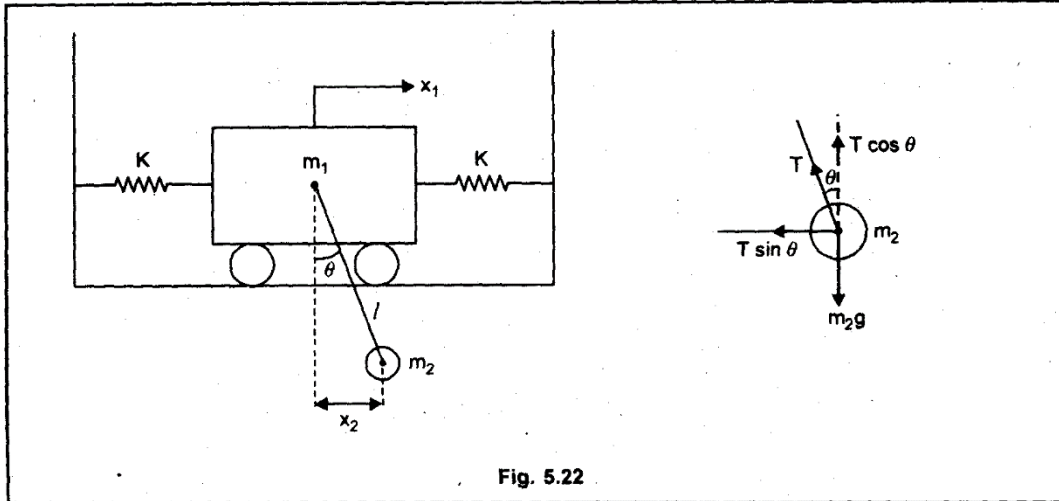 x₁
K
m₁
K
θ
l
m₂
x₂
T
T cos θ
θ
m₂
T sin θ
m₂g
Fig. 5.22